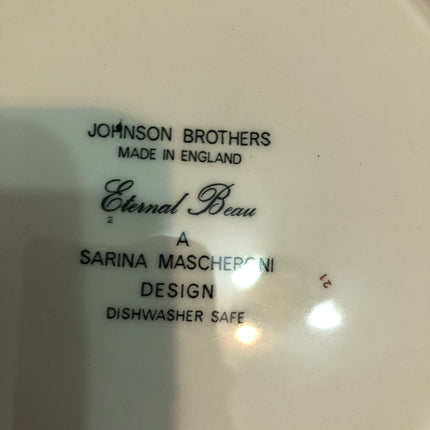 JOHNSON BROTHERS
MADE IN ENGLAND
Eternal Beau
2
A
SARINA MASCHERONI
DESIGN
DISHWASHER SAFE
21